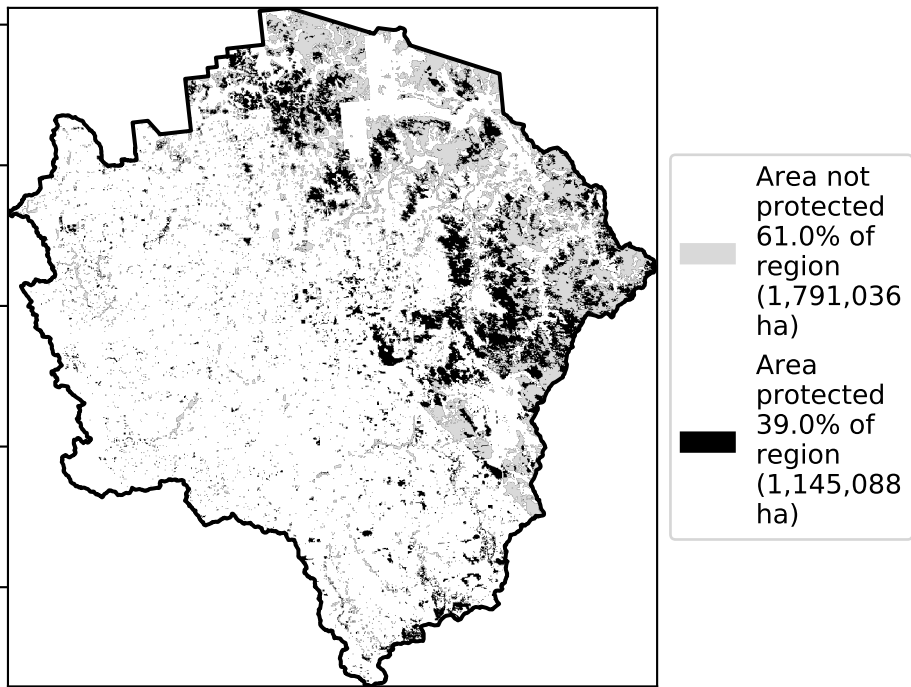 Area not
protected
61.0% of
region
(1,791,036
ha)
Area
protected
39.0% of
region
(1,145,088
ha)